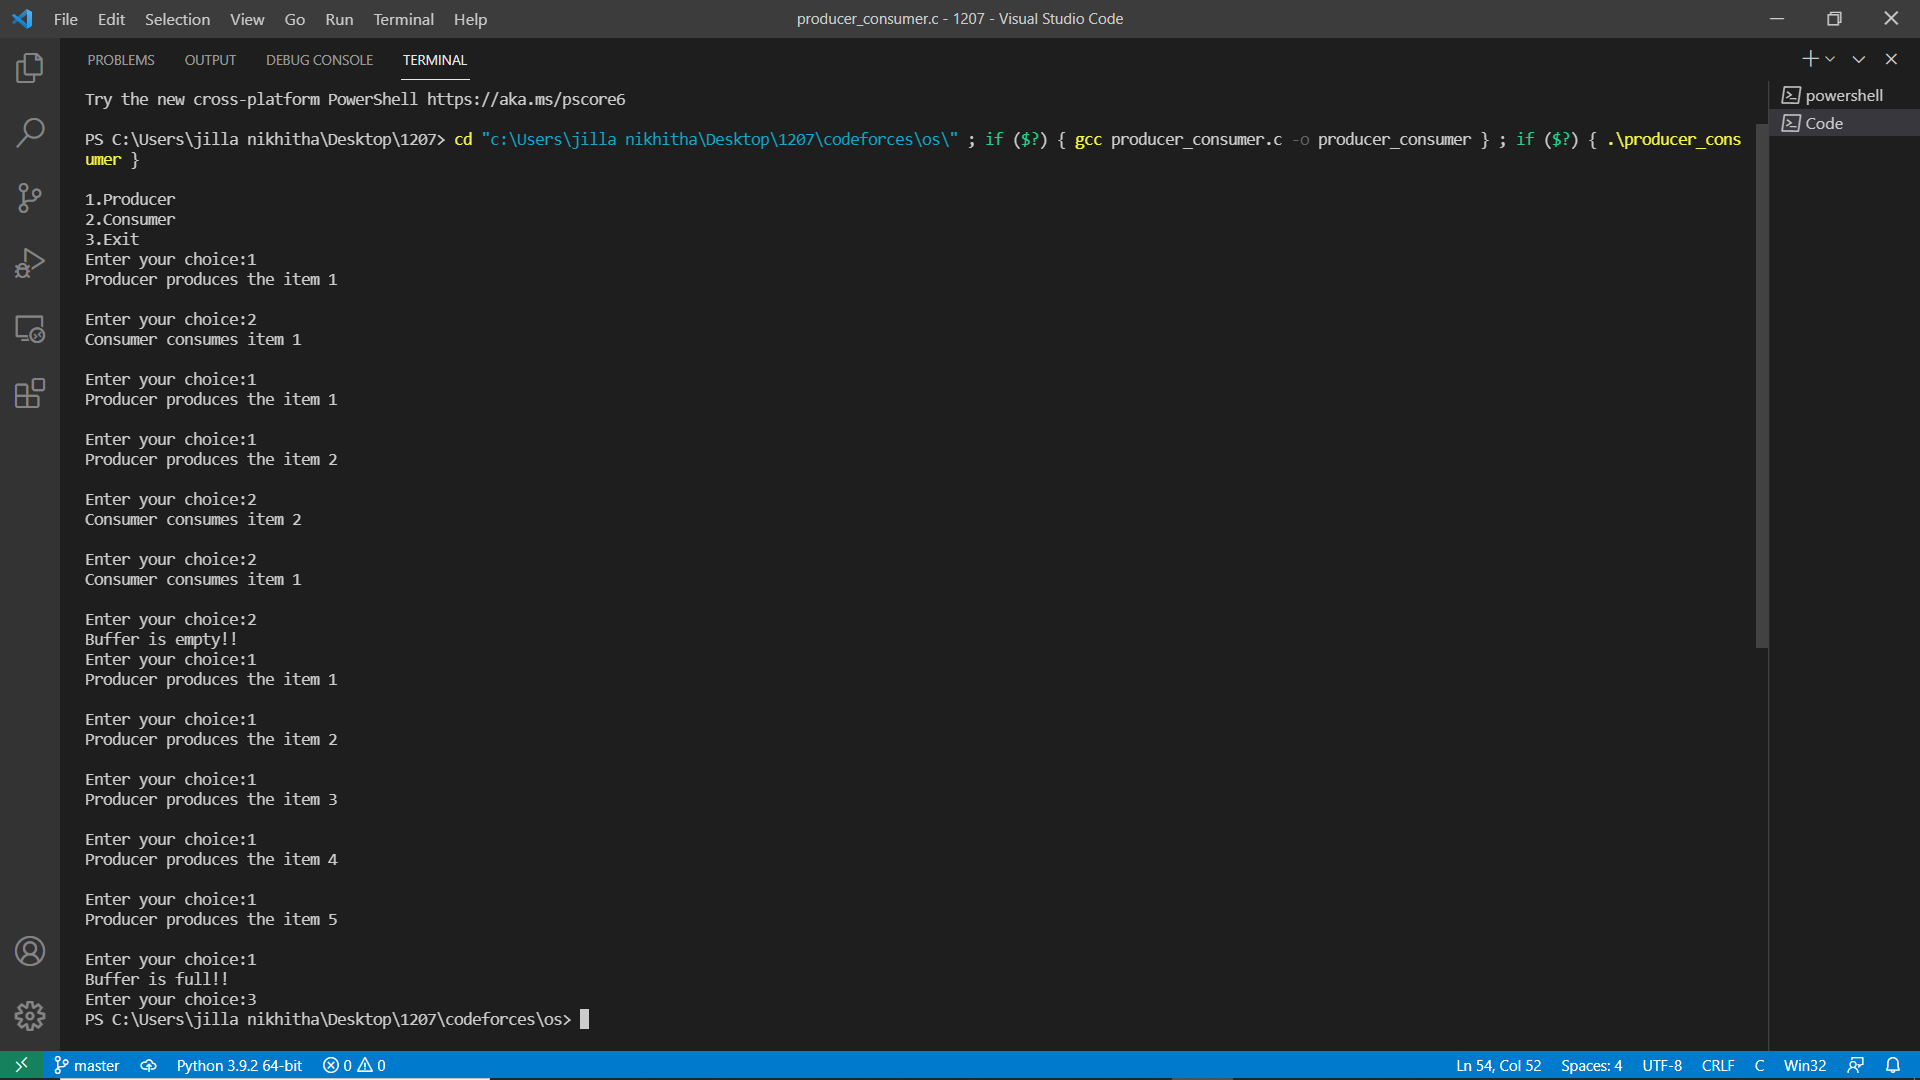 File Edit Selection View Go Run Terminal Help
producer_consumer.c - 1207 - Visual Studio Code
PROBLEMS OUTPUT DEBUG CONSOLE TERMINAL
powershell
Code
Try the new cross-platform PowerShell https://aka.ms/pscore6
PS C:\Users\jilla nikhitha\Desktop\1207> cd "c:\Users\jilla nikhitha\Desktop\1207\codeforces\os\" ; if ($?) { gcc producer_consumer.c -o producer_consumer } ; if ($?) { .\producer_cons
umer }
1.Producer
2.Consumer
3.Exit
Enter your choice:1
Producer produces the item 1
Enter your choice:2
Consumer consumes item 1
Enter your choice:1
Producer produces the item 1
Enter your choice:1
Producer produces the item 2
Enter your choice:2
Consumer consumes item 2
Enter your choice:2
Consumer consumes item 1
Enter your choice:2
Buffer is empty!!
Enter your choice:1
Producer produces the item 1
Enter your choice:1
Producer produces the item 2
Enter your choice:1
Producer produces the item 3
Enter your choice:1
Producer produces the item 4
Enter your choice:1
Producer produces the item 5
Enter your choice:1
Buffer is full!!
Enter your choice:3
PS C:\Users\jilla nikhitha\Desktop\1207\codeforces\os>
master Python 3.9.2 64-bit 0 0 Ln 54, Col 52 Spaces: 4 UTF-8 CRLF C Win32